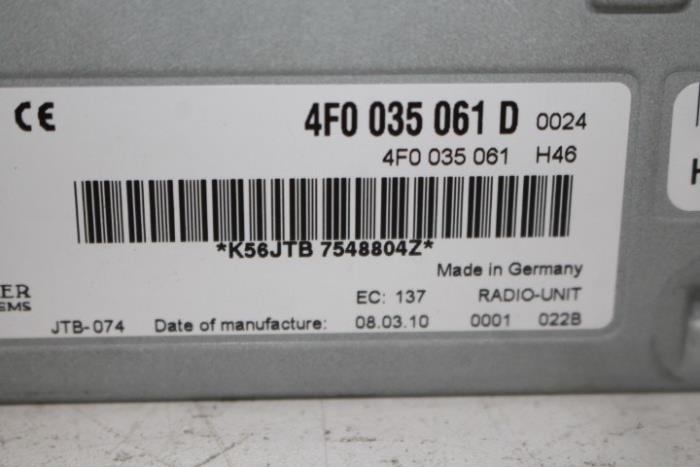 CE
4F0 035 061 D 0024
4F0 035 061 H46
*K56JTB 7548804Z*
Made in Germany
EC: 137 RADIO-UNIT
JTB-074 Date of manufacture: 08.03.10 0001 022B